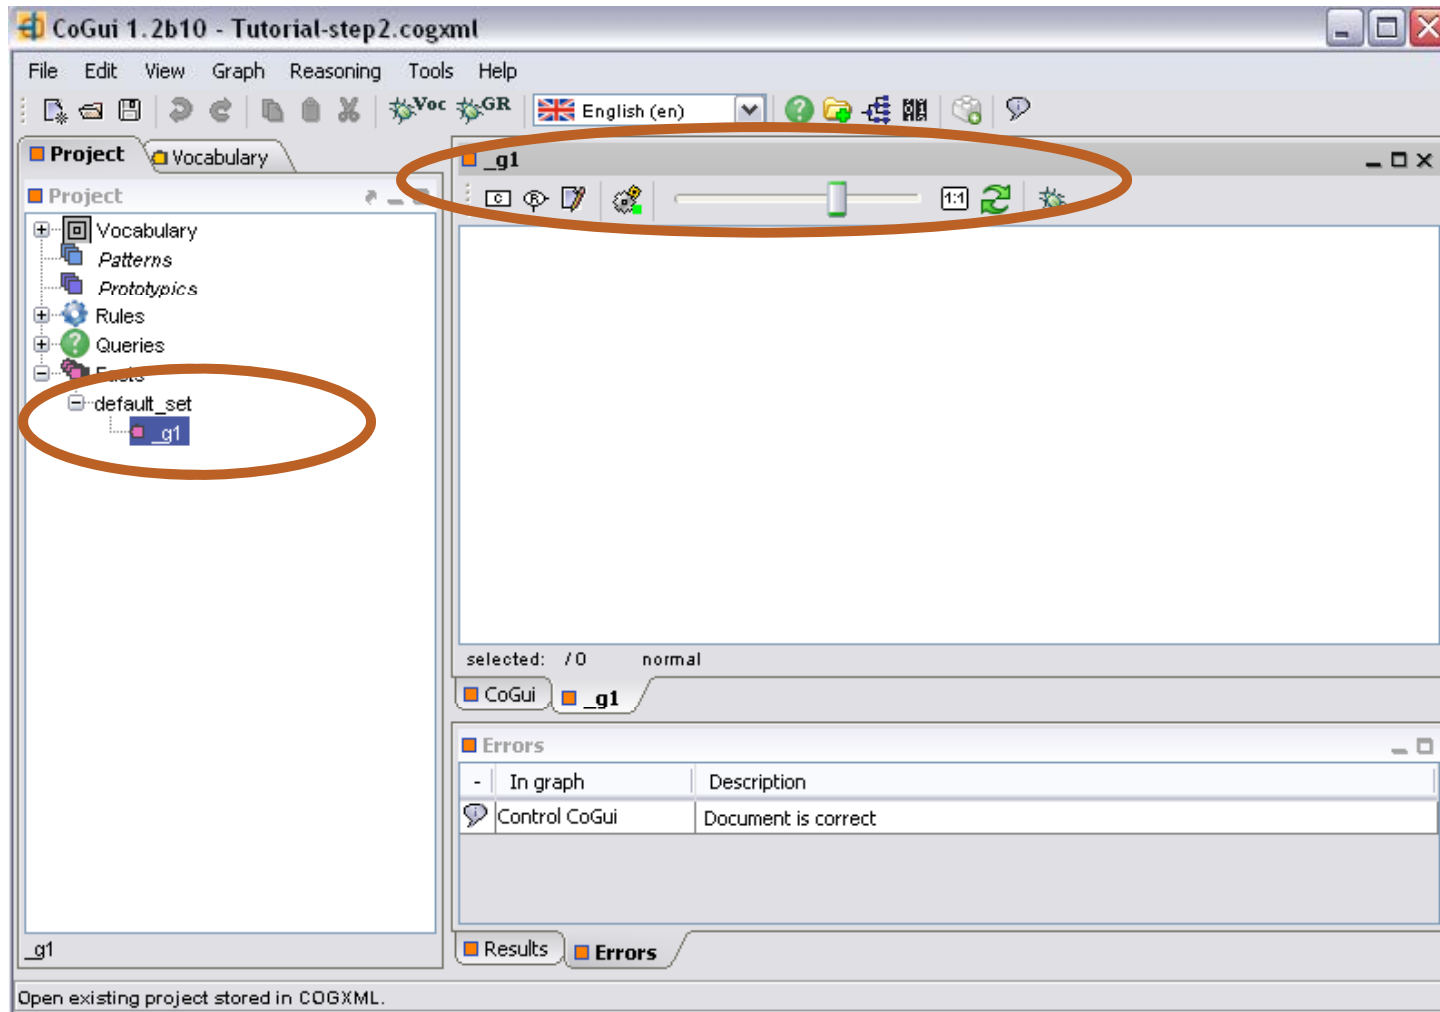 CoGui 1.2b10 - Tutorial-step2.cogxml
File Edit View Graph Reasoning Tools Help
Voc GR English (en)
Project Vocabulary
Project
Vocabulary
Patterns
Prototypics
Rules
Queries
Facts
default_set
_g1
_g1
_g1
C R 1:1
selected: / 0 normal
CoGui _g1
Errors
- In graph Description
Control CoGui Document is correct
Results Errors
Open existing project stored in COGXML.